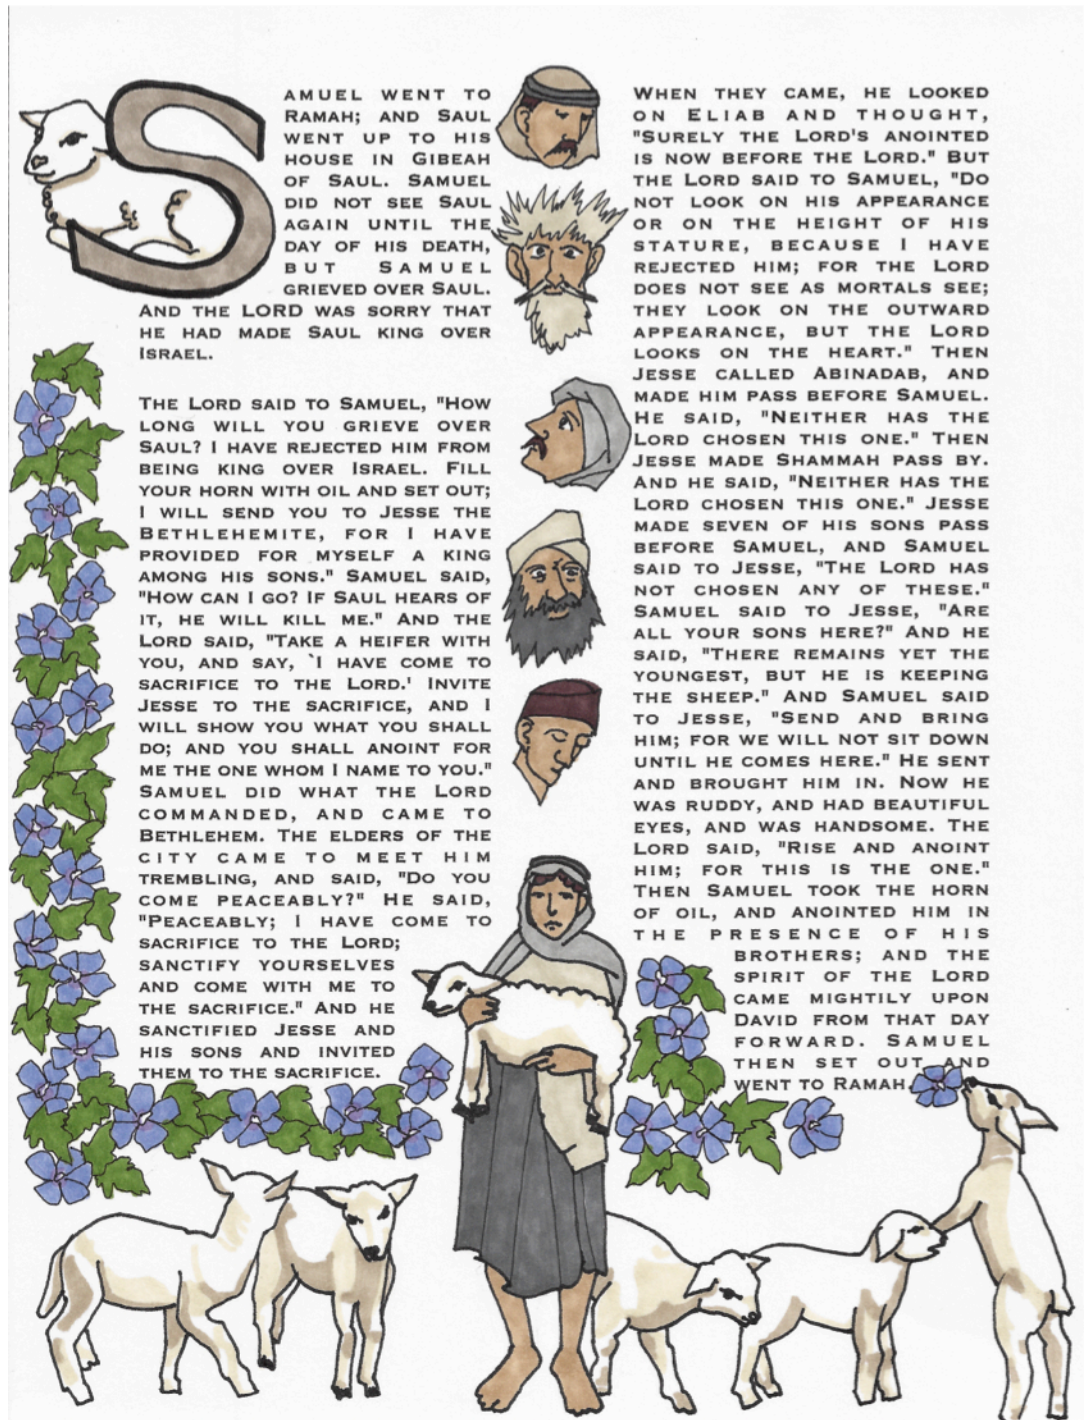 SAMUEL WENT TO
RAMAH; AND SAUL
WENT UP TO HIS
HOUSE IN GIBEAH
OF SAUL. SAMUEL
DID NOT SEE SAUL
AGAIN UNTIL THE
DAY OF HIS DEATH,
BUT SAMUEL
GRIEVED OVER SAUL.
AND THE LORD WAS SORRY THAT
HE HAD MADE SAUL KING OVER
ISRAEL.
THE LORD SAID TO SAMUEL, "HOW
LONG WILL YOU GRIEVE OVER
SAUL? I HAVE REJECTED HIM FROM
BEING KING OVER ISRAEL. FILL
YOUR HORN WITH OIL AND SET OUT;
I WILL SEND YOU TO JESSE THE
BETHLEHEMITE, FOR I HAVE
PROVIDED FOR MYSELF A KING
AMONG HIS SONS." SAMUEL SAID,
"HOW CAN I GO? IF SAUL HEARS OF
IT, HE WILL KILL ME." AND THE
LORD SAID, "TAKE A HEIFER WITH
YOU, AND SAY, `I HAVE COME TO
SACRIFICE TO THE LORD.' INVITE
JESSE TO THE SACRIFICE, AND I
WILL SHOW YOU WHAT YOU SHALL
DO; AND YOU SHALL ANOINT FOR
ME THE ONE WHOM I NAME TO YOU."
SAMUEL DID WHAT THE LORD
COMMANDED, AND CAME TO
BETHLEHEM. THE ELDERS OF THE
CITY CAME TO MEET HIM
TREMBLING, AND SAID, "DO YOU
COME PEACEABLY?" HE SAID,
"PEACEABLY; I HAVE COME TO
SACRIFICE TO THE LORD;
SANCTIFY YOURSELVES
AND COME WITH ME TO
THE SACRIFICE." AND HE
SANCTIFIED JESSE AND
HIS SONS AND INVITED
THEM TO THE SACRIFICE.
WHEN THEY CAME, HE LOOKED
ON ELIAB AND THOUGHT,
"SURELY THE LORD'S ANOINTED
IS NOW BEFORE THE LORD." BUT
THE LORD SAID TO SAMUEL, "DO
NOT LOOK ON HIS APPEARANCE
OR ON THE HEIGHT OF HIS
STATURE, BECAUSE I HAVE
REJECTED HIM; FOR THE LORD
DOES NOT SEE AS MORTALS SEE;
THEY LOOK ON THE OUTWARD
APPEARANCE, BUT THE LORD
LOOKS ON THE HEART." THEN
JESSE CALLED ABINADAB, AND
MADE HIM PASS BEFORE SAMUEL.
HE SAID, "NEITHER HAS THE
LORD CHOSEN THIS ONE." THEN
JESSE MADE SHAMMAH PASS BY.
AND HE SAID, "NEITHER HAS THE
LORD CHOSEN THIS ONE." JESSE
MADE SEVEN OF HIS SONS PASS
BEFORE SAMUEL, AND SAMUEL
SAID TO JESSE, "THE LORD HAS
NOT CHOSEN ANY OF THESE."
SAMUEL SAID TO JESSE, "ARE
ALL YOUR SONS HERE?" AND HE
SAID, "THERE REMAINS YET THE
YOUNGEST, BUT HE IS KEEPING
THE SHEEP." AND SAMUEL SAID
TO JESSE, "SEND AND BRING
HIM; FOR WE WILL NOT SIT DOWN
UNTIL HE COMES HERE." HE SENT
AND BROUGHT HIM IN. NOW HE
WAS RUDDY, AND HAD BEAUTIFUL
EYES, AND WAS HANDSOME. THE
LORD SAID, "RISE AND ANOINT
HIM; FOR THIS IS THE ONE."
THEN SAMUEL TOOK THE HORN
OF OIL, AND ANOINTED HIM IN
THE PRESENCE OF HIS
BROTHERS; AND THE
SPIRIT OF THE LORD
CAME MIGHTILY UPON
DAVID FROM THAT DAY
FORWARD. SAMUEL
THEN SET OUT AND
WENT TO RAMAH.